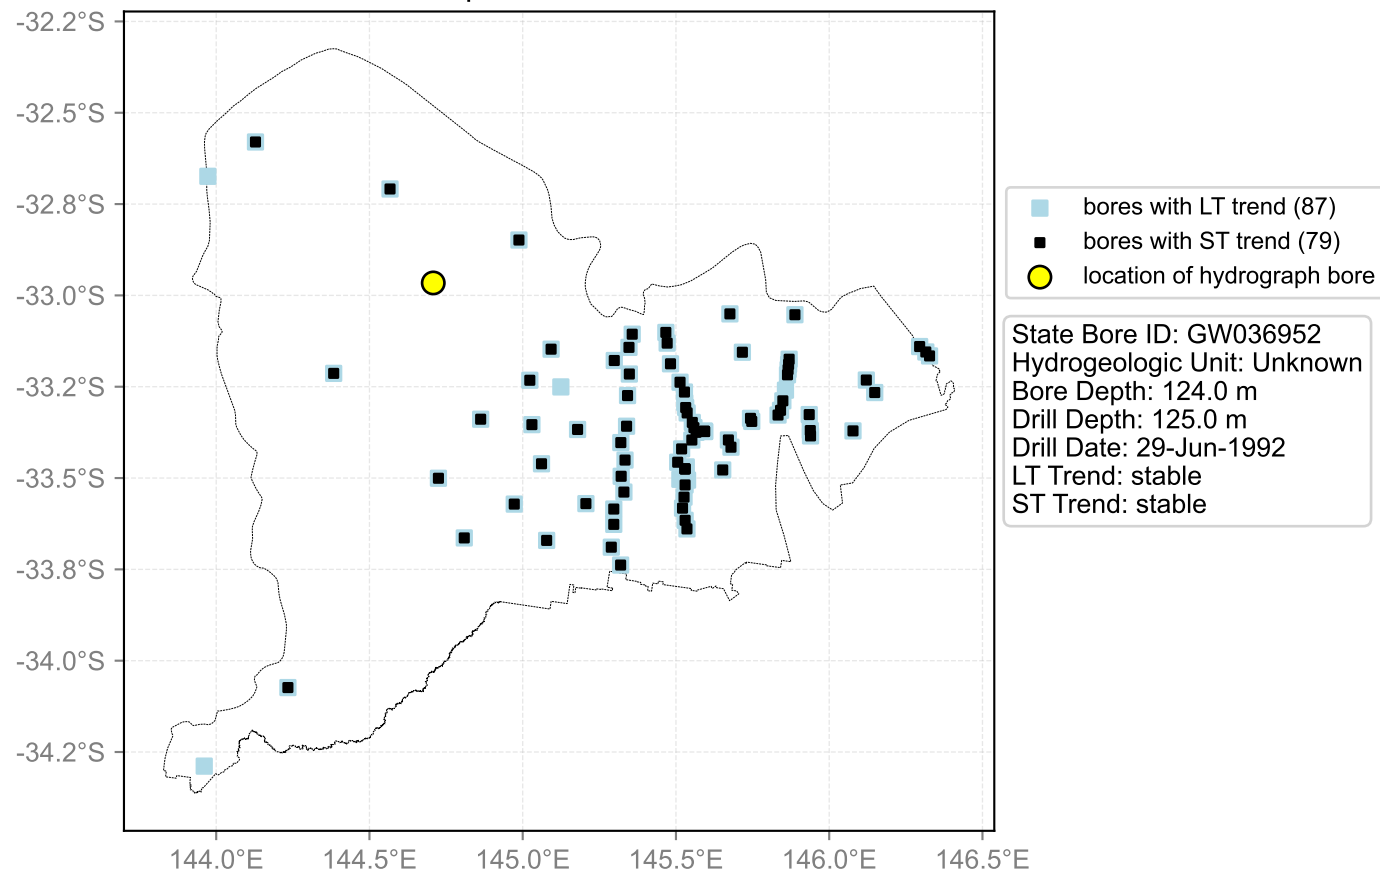 -32.2°S
-32.5°S
-32.8°S
-33.0°S
-33.2°S
-33.5°S
-33.8°S
-34.0°S
-34.2°S
144.0°E
144.5°E
145.0°E
145.5°E
146.0°E
146.5°E
bores with LT trend (87)
bores with ST trend (79)
location of hydrograph bore
State Bore ID: GW036952
Hydrogeologic Unit: Unknown
Bore Depth: 124.0 m
Drill Depth: 125.0 m
Drill Date: 29-Jun-1992
LT Trend: stable
ST Trend: stable